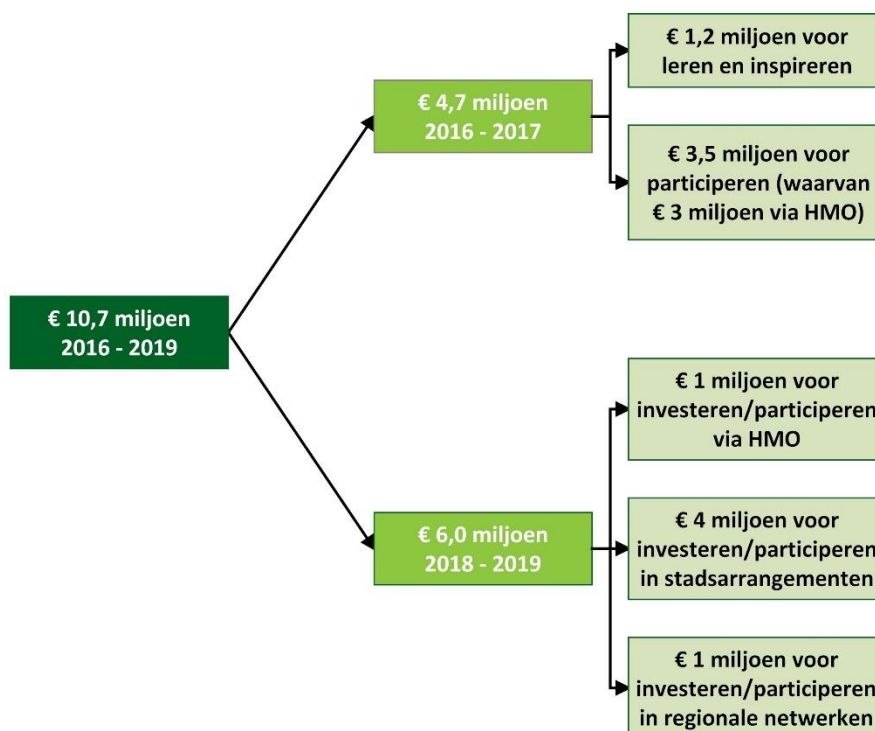 € 10,7 miljoen
2016 - 2019
€ 4,7 miljoen
2016 - 2017
€ 1,2 miljoen voor
leren en inspireren
€ 3,5 miljoen voor
participeren (waarvan
€ 3 miljoen via HMO)
€ 6,0 miljoen
2018 - 2019
€ 1 miljoen voor
investeren/participeren
via HMO
€ 4 miljoen voor
investeren/participeren
in stadsarrangementen
€ 1 miljoen voor
investeren/participeren
in regionale netwerken